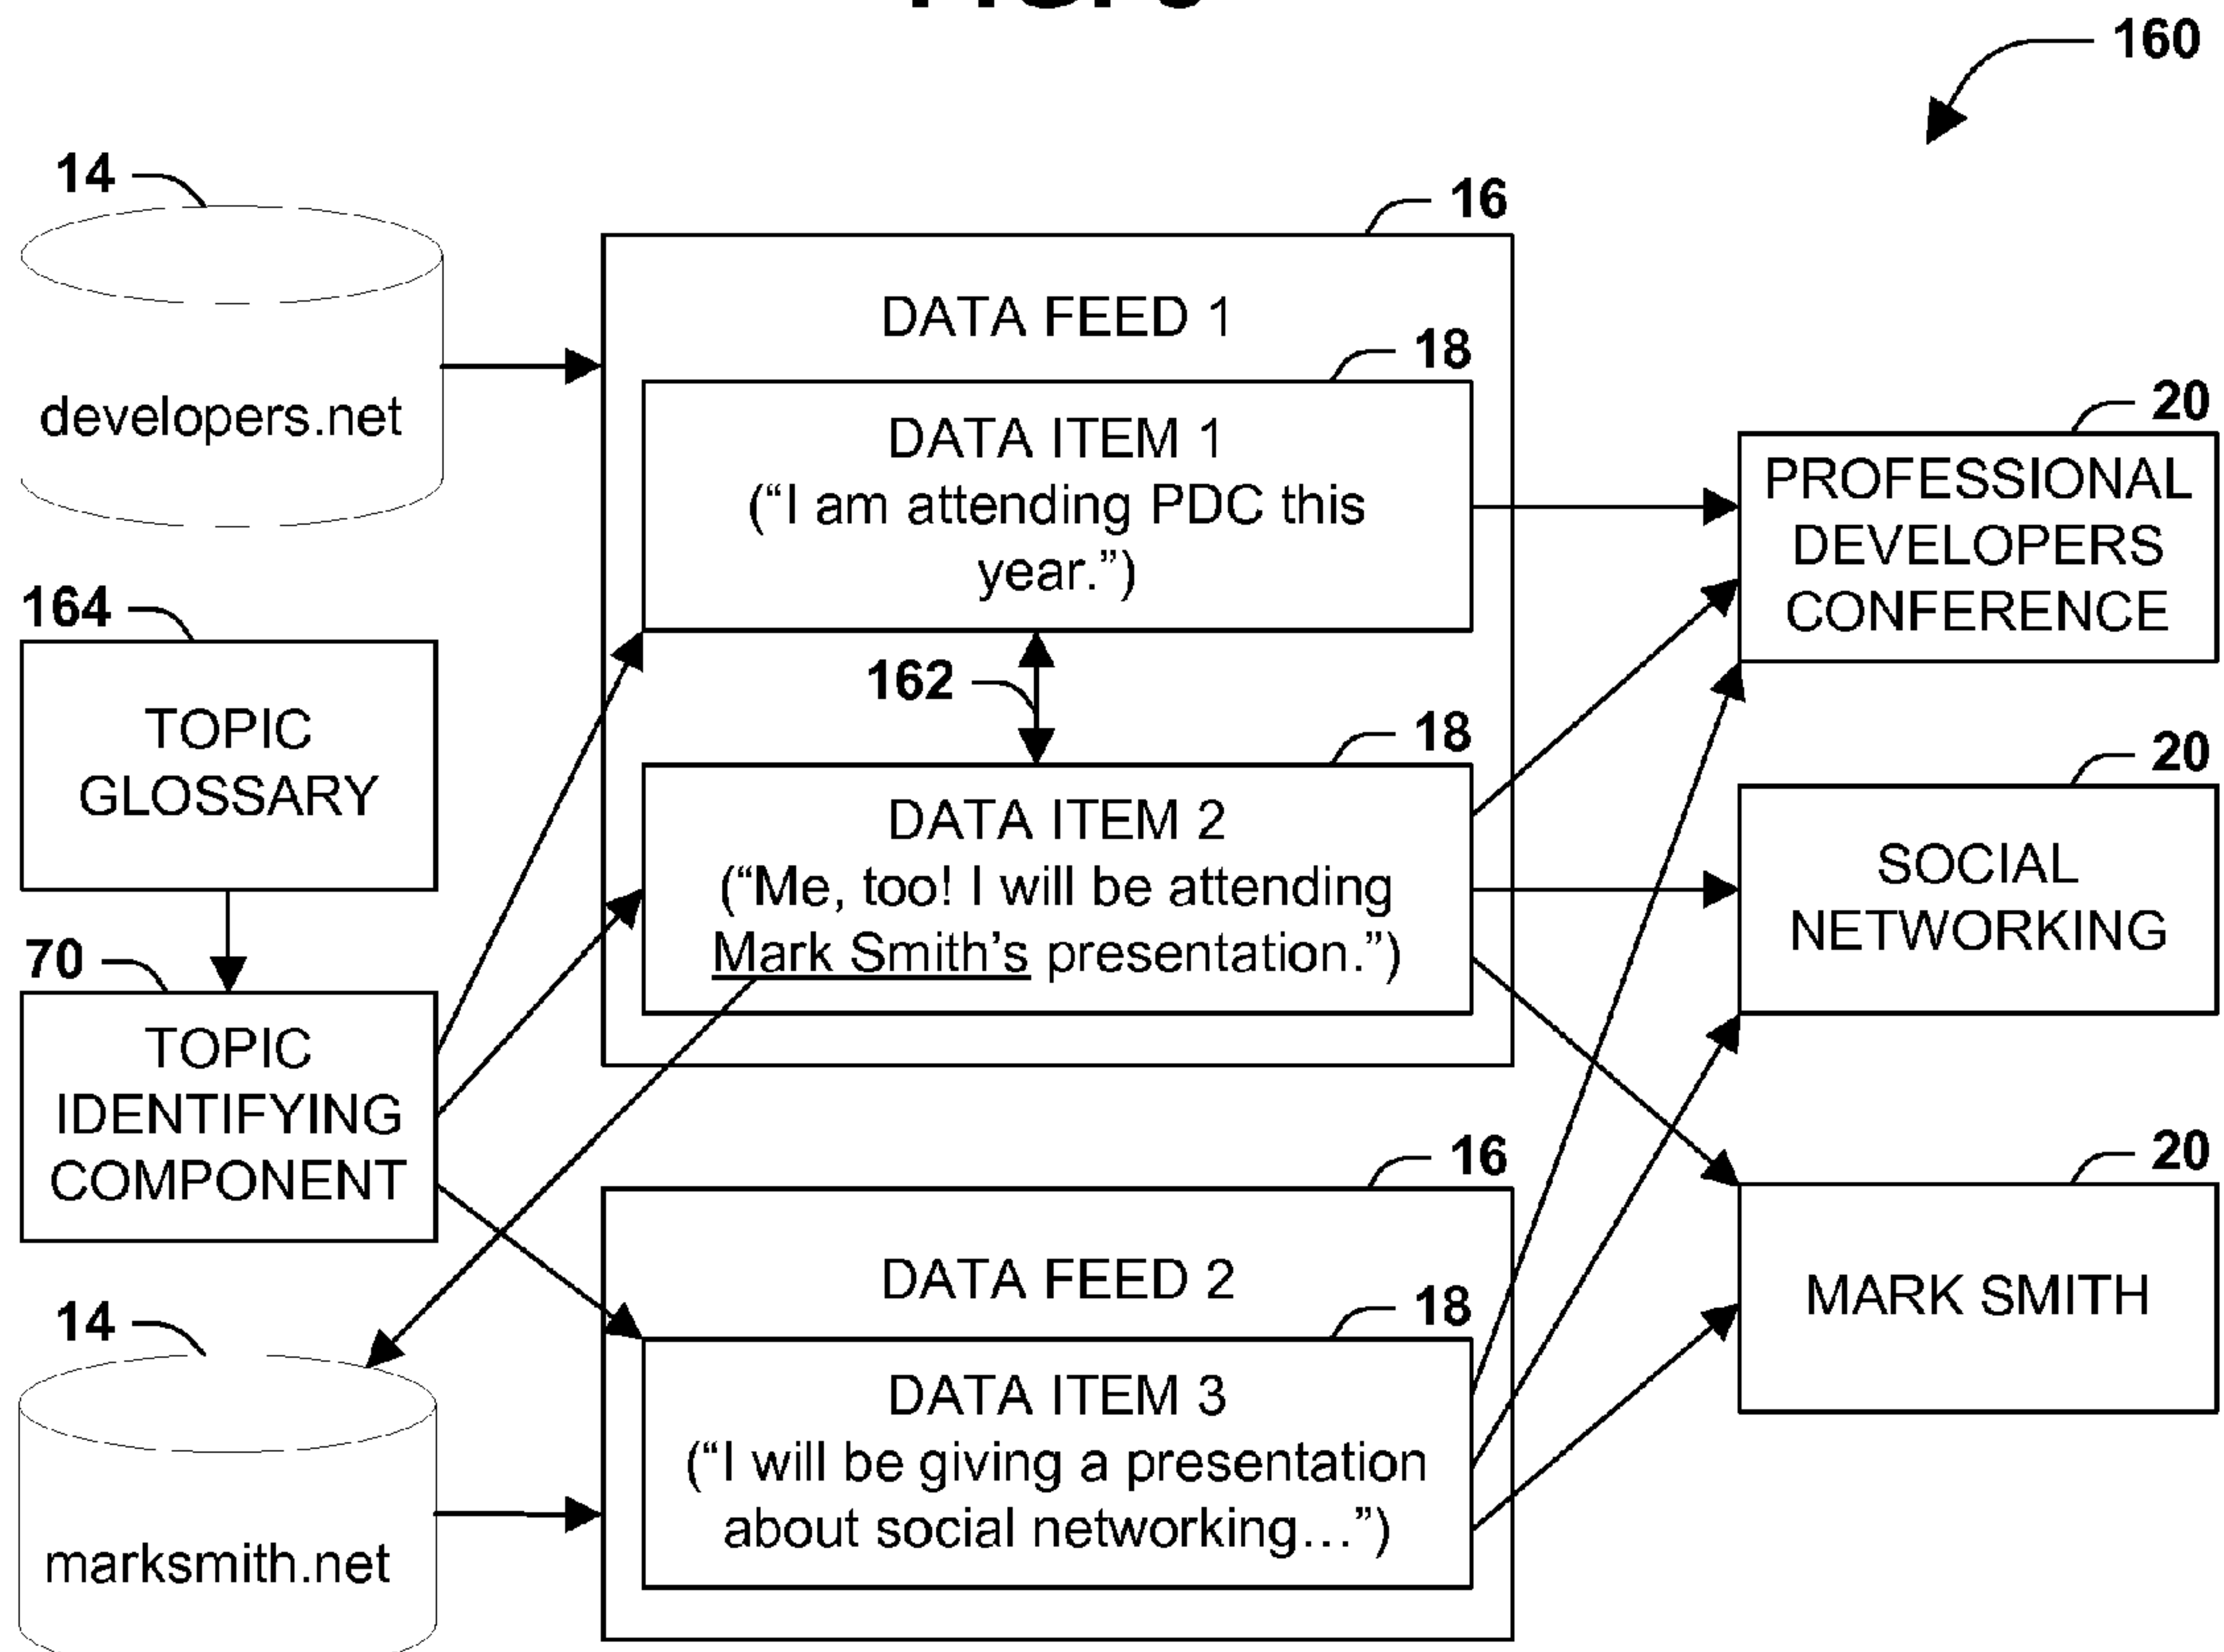 160
14
16
DATA FEED 1
18
developers.net
DATA ITEM 1
(“I am attending PDC this
year.”)
20
PROFESSIONAL
DEVELOPERS
CONFERENCE
164
TOPIC
GLOSSARY
162
18
DATA ITEM 2
(“Me, too! I will be attending
Mark Smith’s presentation.”)
20
SOCIAL
NETWORKING
70
TOPIC
IDENTIFYING
COMPONENT
16
DATA FEED 2
18
DATA ITEM 3
(“I will be giving a presentation
about social networking…”)
20
MARK SMITH
14
marksmith.net